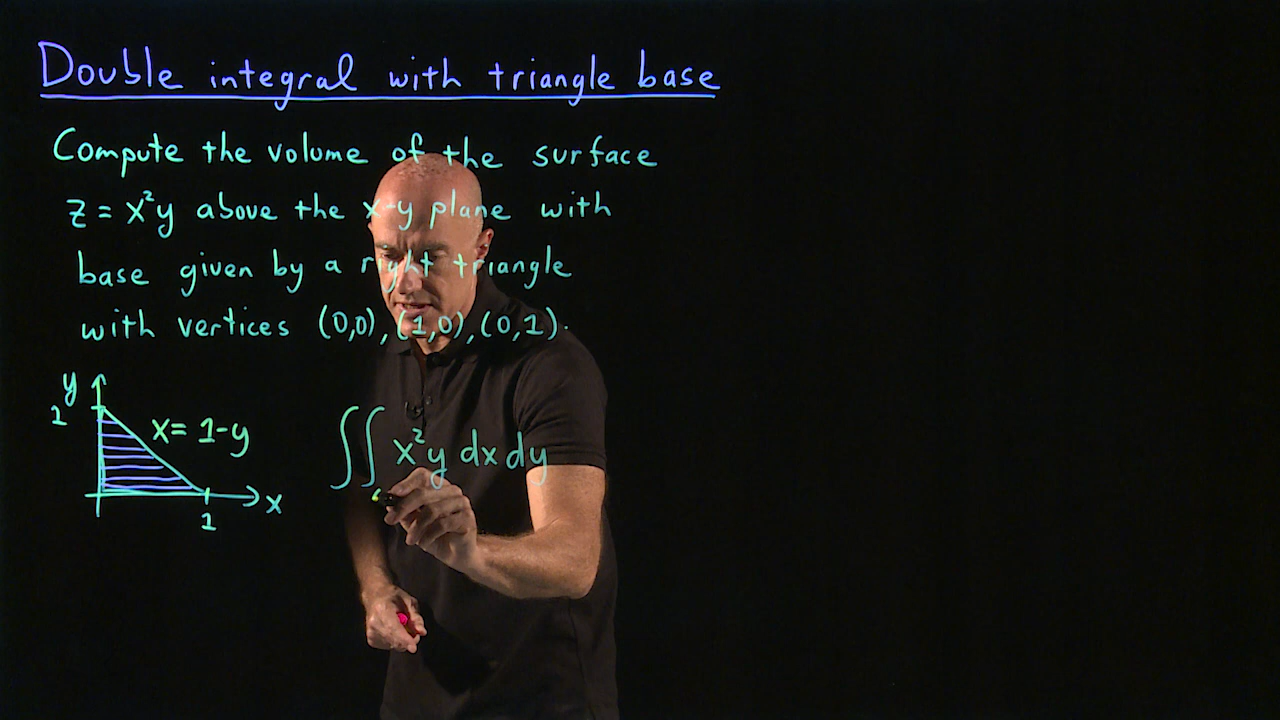 Double integral with triangle base
Compute the volume of the surface
z = x²y above the x-y plane with
base given by a right triangle
with vertices (0,0), (1,0), (0,1).
y
1
x = 1-y
∬ x²y dx dy
x
1